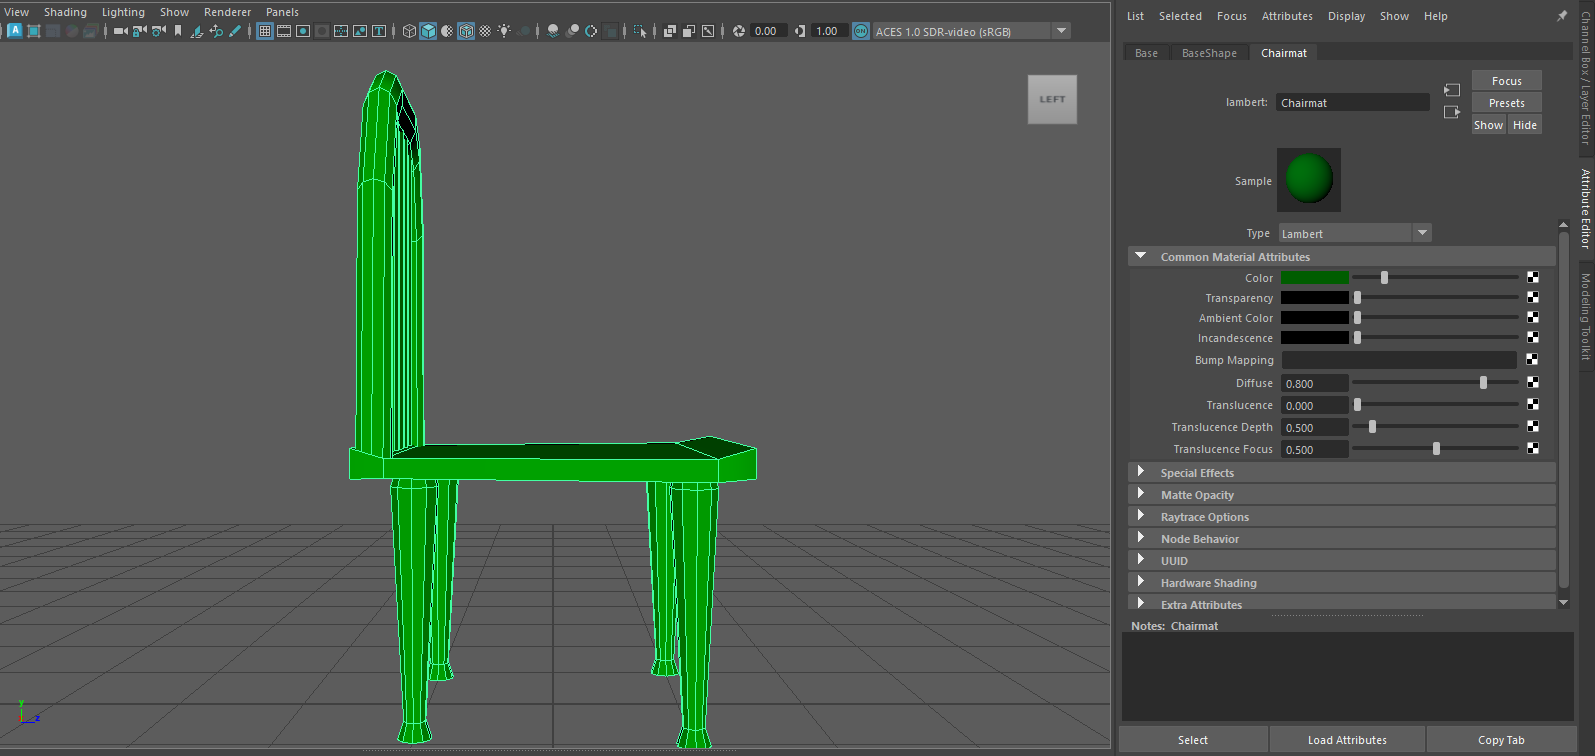 View Shading Lighting Show Renderer Panels
0.00 1.00 ON ACES 1.0 SDR-video (sRGB)
LEFT
y
z
List Selected Focus Attributes Display Show Help
Base BaseShape Chairmat
lambert: Chairmat
Focus
Presets
Show Hide
Sample
Type Lambert
Common Material Attributes
Color
Transparency
Ambient Color
Incandescence
Bump Mapping
Diffuse 0.800
Translucence 0.000
Translucence Depth 0.500
Translucence Focus 0.500
Special Effects
Matte Opacity
Raytrace Options
Node Behavior
UUID
Hardware Shading
Extra Attributes
Notes: Chairmat
Select Load Attributes Copy Tab
Channel Box / Layer Editor
Attribute Editor
Modeling Toolkit